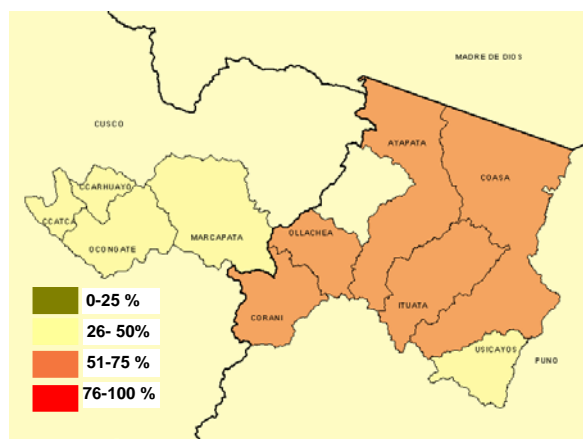 MADRE DE DIOS
CUSCO
AYAPATA
CCARHUAYO
COASA
CCATCA
MARCAPATA
OLLACHEA
OCONGATE
CORANI
ITUATA
USICAYOS
PUNO
0-25 %
26- 50%
51-75 %
76-100 %